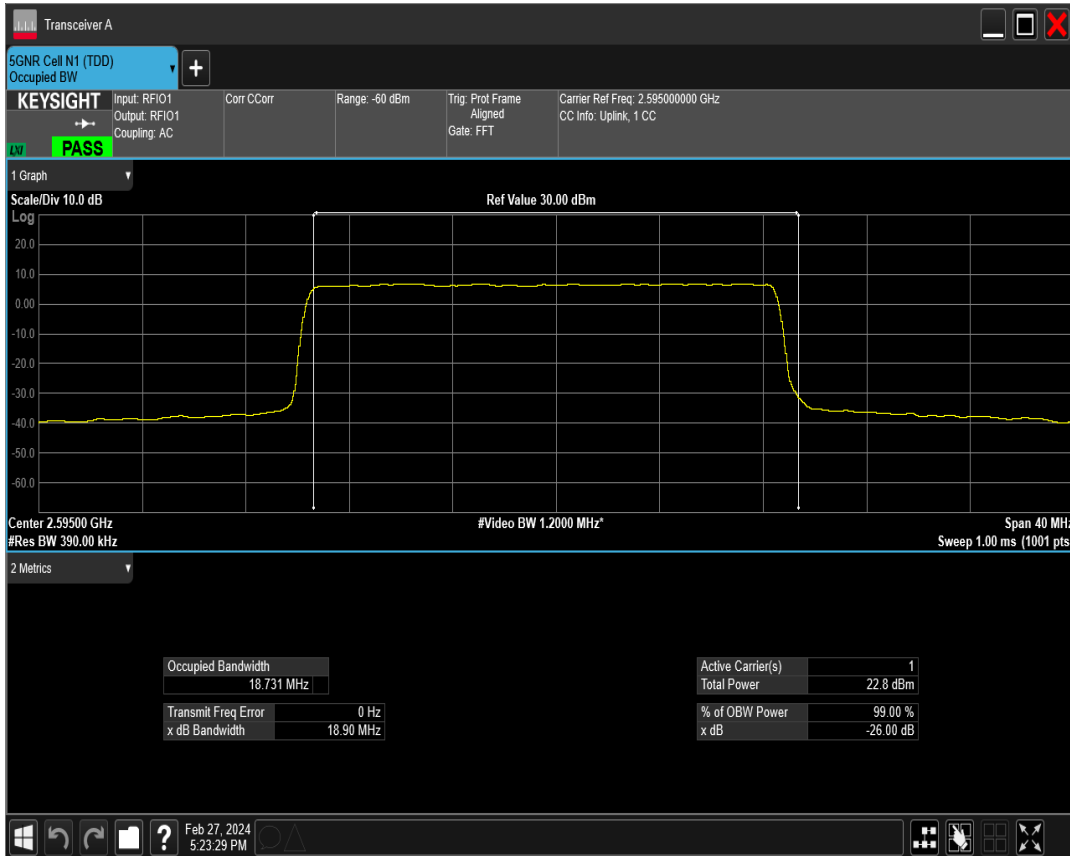 Transceiver A
5GNR Cell N1 (TDD)
Occupied BW
+
KEYSIGHT
LXI
PASS
Input: RFIO1
Output: RFIO1
Coupling: AC
Corr CCorr
Range: -60 dBm
Trig: Prot Frame
Aligned
Gate: FFT
Carrier Ref Freq: 2.595000000 GHz
CC Info: Uplink, 1 CC
1 Graph
Scale/Div 10.0 dB
Ref Value 30.00 dBm
Log
20.0
10.0
0.00
-10.0
-20.0
-30.0
-40.0
-50.0
-60.0
Center 2.59500 GHz
#Video BW 1.2000 MHz*
Span 40 MHz
#Res BW 390.00 kHz
Sweep 1.00 ms (1001 pts
2 Metrics
Occupied Bandwidth
18.731 MHz
Transmit Freq Error 0 Hz
x dB Bandwidth 18.90 MHz
Active Carrier(s) 1
Total Power 22.8 dBm
% of OBW Power 99.00 %
x dB -26.00 dB
?
Feb 27, 2024
5:23:29 PM